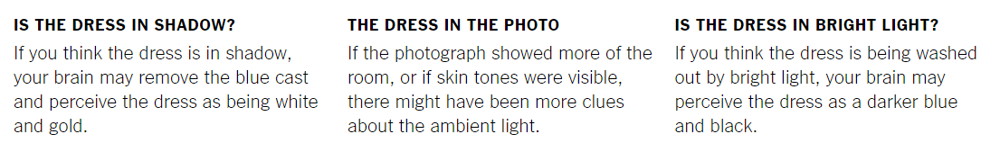 IS THE DRESS IN SHADOW?
If you think the dress is in shadow,
your brain may remove the blue cast
and perceive the dress as being white
and gold.
THE DRESS IN THE PHOTO
If the photograph showed more of the
room, or if skin tones were visible,
there might have been more clues
about the ambient light.
IS THE DRESS IN BRIGHT LIGHT?
If you think the dress is being washed
out by bright light, your brain may
perceive the dress as a darker blue
and black.